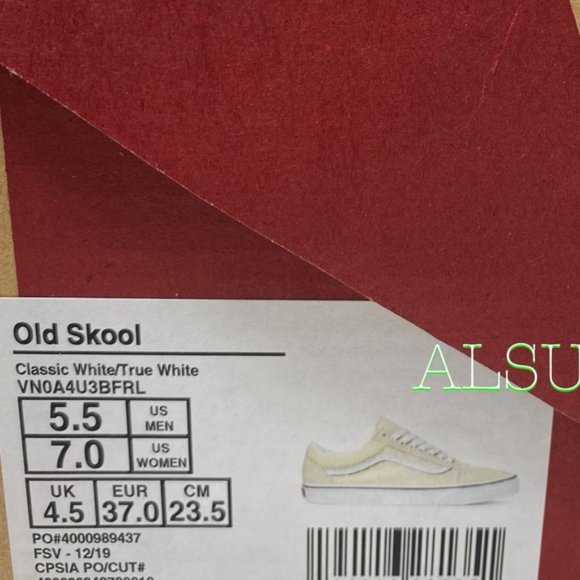 Old Skool
Classic White/True White
VN0A4U3BFRL
5.5 US MEN
7.0 US WOMEN
UK EUR CM
4.5 37.0 23.5
PO#4000989437
FSV - 12/19
CPSIA PO/CUT#
ALSU